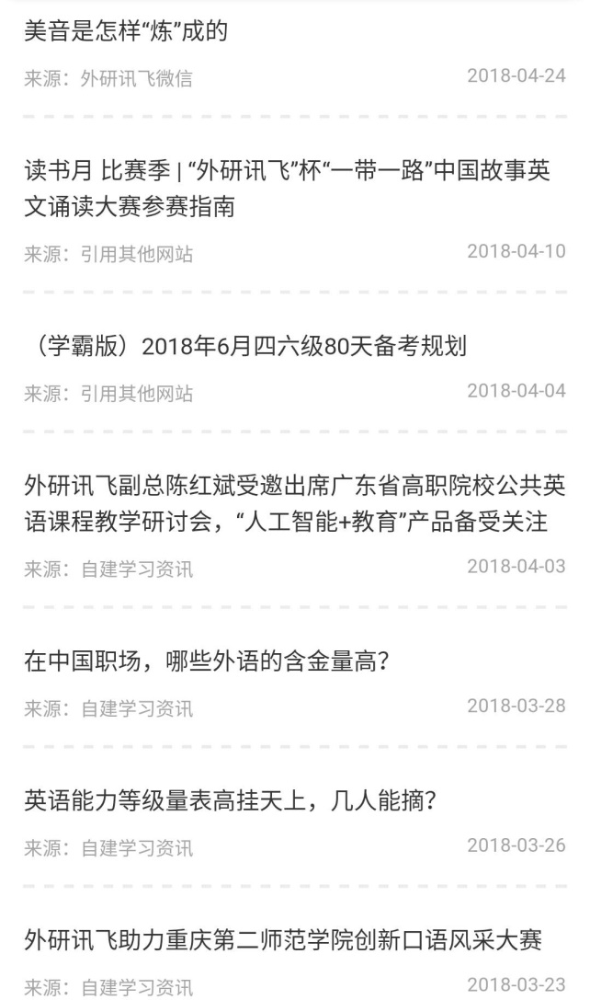 美音是怎样“炼”成的
来源：外研讯飞微信 2018-04-24
读书月 比赛季 | “外研讯飞”杯“一带一路”中国故事英
文诵读大赛参赛指南
来源：引用其他网站 2018-04-10
（学霸版）2018年6月四六级80天备考规划
来源：引用其他网站 2018-04-04
外研讯飞副总陈红斌受邀出席广东省高职院校公共英
语课程教学研讨会，“人工智能+教育”产品备受关注
来源：自建学习资讯 2018-04-03
在中国职场，哪些外语的含金量高？
来源：自建学习资讯 2018-03-28
英语能力等级量表高挂天上，几人能摘？
来源：自建学习资讯 2018-03-26
外研讯飞助力重庆第二师范学院创新口语风采大赛
来源：自建学习资讯 2018-03-23